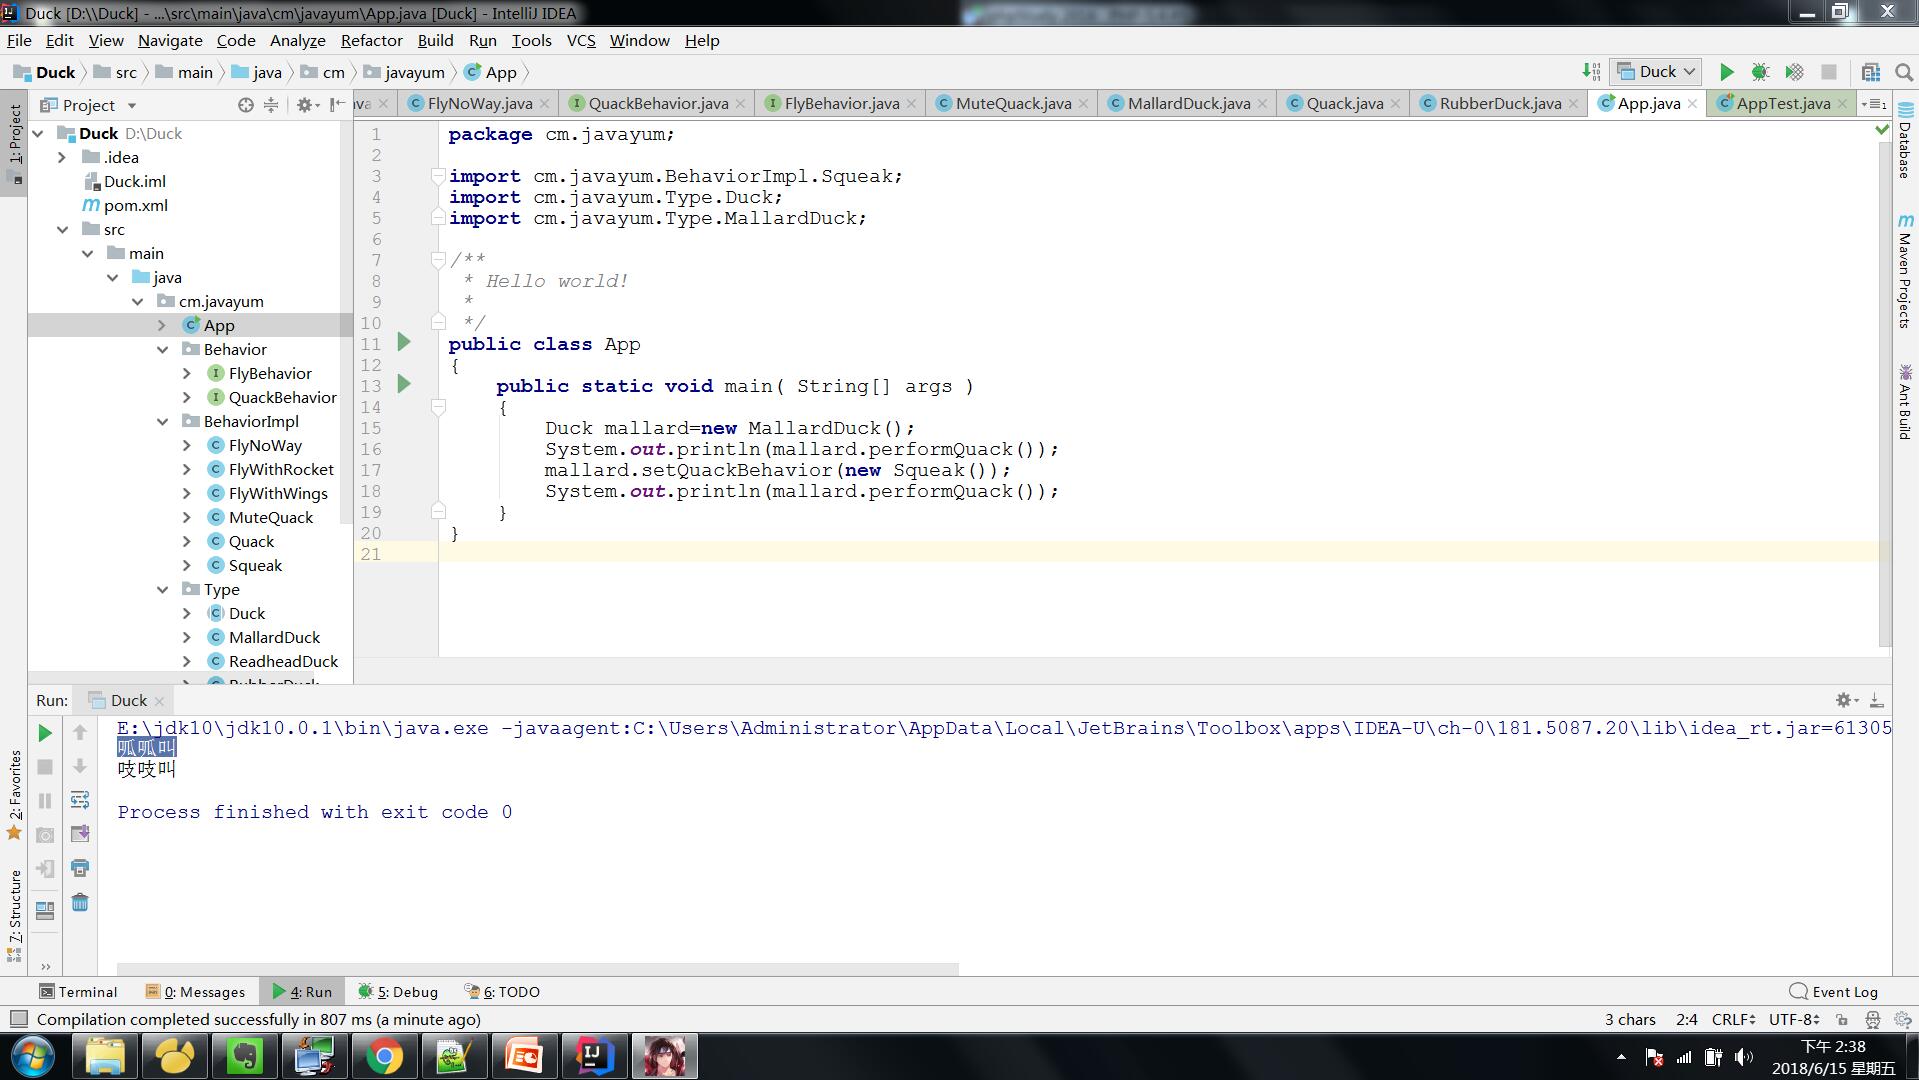 Duck [D:\\Duck] - ...\src\main\java\cm\javayum\App.java [Duck] - IntelliJ IDEA
File Edit View Navigate Code Analyze Refactor Build Run Tools VCS Window Help
Duck src main java cm javayum App
Duck
Project
FlyNoWay.java QuackBehavior.java FlyBehavior.java MuteQuack.java MallardDuck.java Quack.java RubberDuck.java App.java AppTest.java
1: Project
Duck D:\Duck
.idea
Duck.iml
pom.xml
src
main
java
cm.javayum
App
Behavior
FlyBehavior
QuackBehavior
BehaviorImpl
FlyNoWay
FlyWithRocket
FlyWithWings
MuteQuack
Quack
Squeak
Type
Duck
MallardDuck
ReadheadDuck
RubberDuck
1 package cm.javayum;
2
3 import cm.javayum.BehaviorImpl.Squeak;
4 import cm.javayum.Type.Duck;
5 import cm.javayum.Type.MallardDuck;
6
7 /**
8 * Hello world!
9 *
10 */
11 public class App
12 {
13 public static void main( String[] args )
14 {
15 Duck mallard=new MallardDuck();
16 System.out.println(mallard.performQuack());
17 mallard.setQuackBehavior(new Squeak());
18 System.out.println(mallard.performQuack());
19 }
20 }
21
Database
Maven Projects
Ant Build
Run: Duck
E:\jdk10\jdk10.0.1\bin\java.exe -javaagent:C:\Users\Administrator\AppData\Local\JetBrains\Toolbox\apps\IDEA-U\ch-0\181.5087.20\lib\idea_rt.jar=61305
呱呱叫
吱吱叫
Process finished with exit code 0
2: Favorites
7: Structure
Terminal 0: Messages 4: Run 5: Debug 6: TODO Event Log
Compilation completed successfully in 807 ms (a minute ago) 3 chars 2:4 CRLF UTF-8
下午 2:38
2018/6/15 星期五